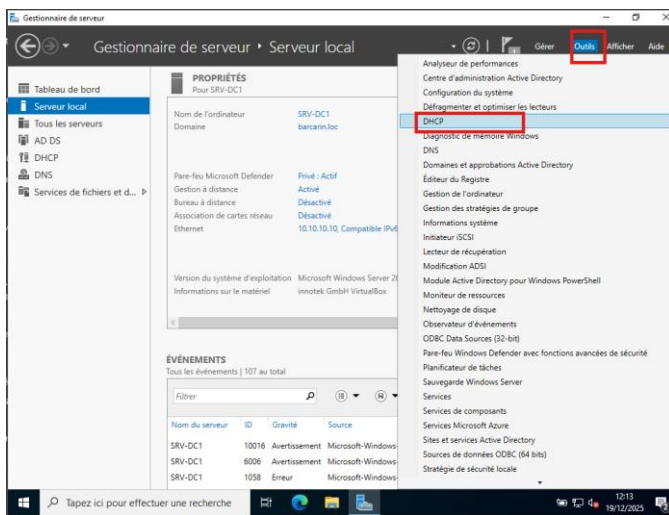 Gestionnaire de serveur
Gestionnaire de serveur • Serveur local
Gérer Outils Afficher Aide
Tableau de bord
Serveur local
Tous les serveurs
AD DS
DHCP
DNS
Services de fichiers et d...
PROPRIÉTÉS
Pour SRV-DC1
Nom de l'ordinateur SRV-DC1
Domaine barcarin.loc
Pare-feu Microsoft Defender Privé : Actif
Gestion à distance Activé
Bureau à distance Désactivé
Association de cartes réseau Désactivé
Ethernet 10.10.10.10, Compatible IPv6
Version du système d'exploitation Microsoft Windows Server 20
Informations sur le matériel innotek GmbH VirtualBox
ÉVÉNEMENTS
Tous les événements | 107 au total
Filtrer
Nom du serveur ID Gravité Source
SRV-DC1 10016 Avertissement Microsoft-Windows-
SRV-DC1 6006 Avertissement Microsoft-Windows-
SRV-DC1 1058 Erreur Microsoft-Windows-
Analyseur de performances
Centre d'administration Active Directory
Configuration du système
Défragmenter et optimiser les lecteurs
DHCP
Diagnostic de mémoire Windows
DNS
Domaines et approbations Active Directory
Éditeur du Registre
Gestion de l'ordinateur
Gestion des stratégies de groupe
Informations système
Initiateur iSCSI
Lecteur de récupération
Modification ADSI
Module Active Directory pour Windows PowerShell
Moniteur de ressources
Nettoyage de disque
Observateur d'événements
ODBC Data Sources (32-bit)
Pare-feu Windows Defender avec fonctions avancées de sécurité
Planificateur de tâches
Sauvegarde Windows Server
Services
Services de composants
Services Microsoft Azure
Sites et services Active Directory
Sources de données ODBC (64 bits)
Stratégie de sécurité locale
Tapez ici pour effectuer une recherche
12:13
19/12/2025